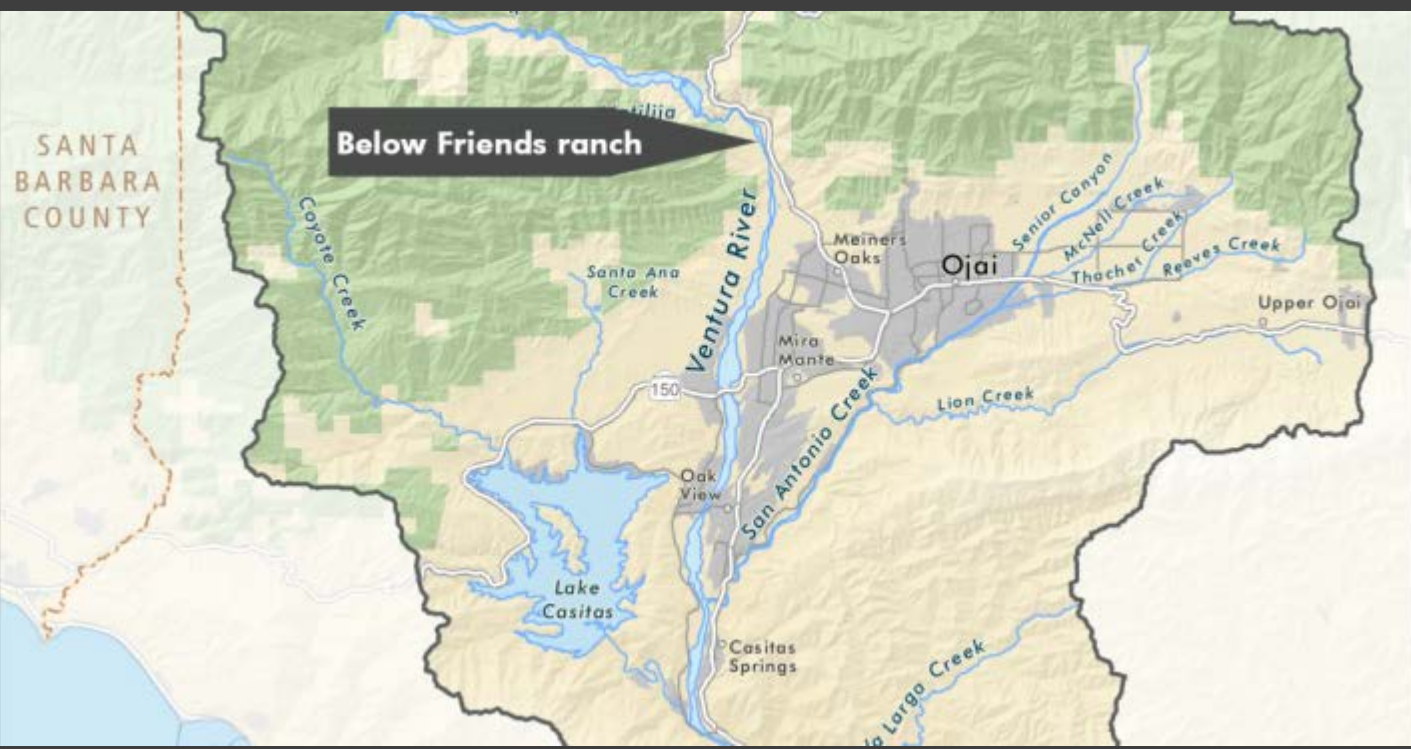 Below Friends ranch
SANTA
BARBARA
COUNTY
Coyote Creek
Santa Ana
Creek
Ventura River
Meiners
Oaks
Ojai
Senior Canyon
McNell Creek
Thacher Creek
Reeves Creek
Upper Ojai
Mira
Mante
150
Lion Creek
San Antonio Creek
Oak
View
Lake
Casitas
Casitas
Springs
Larga Creek